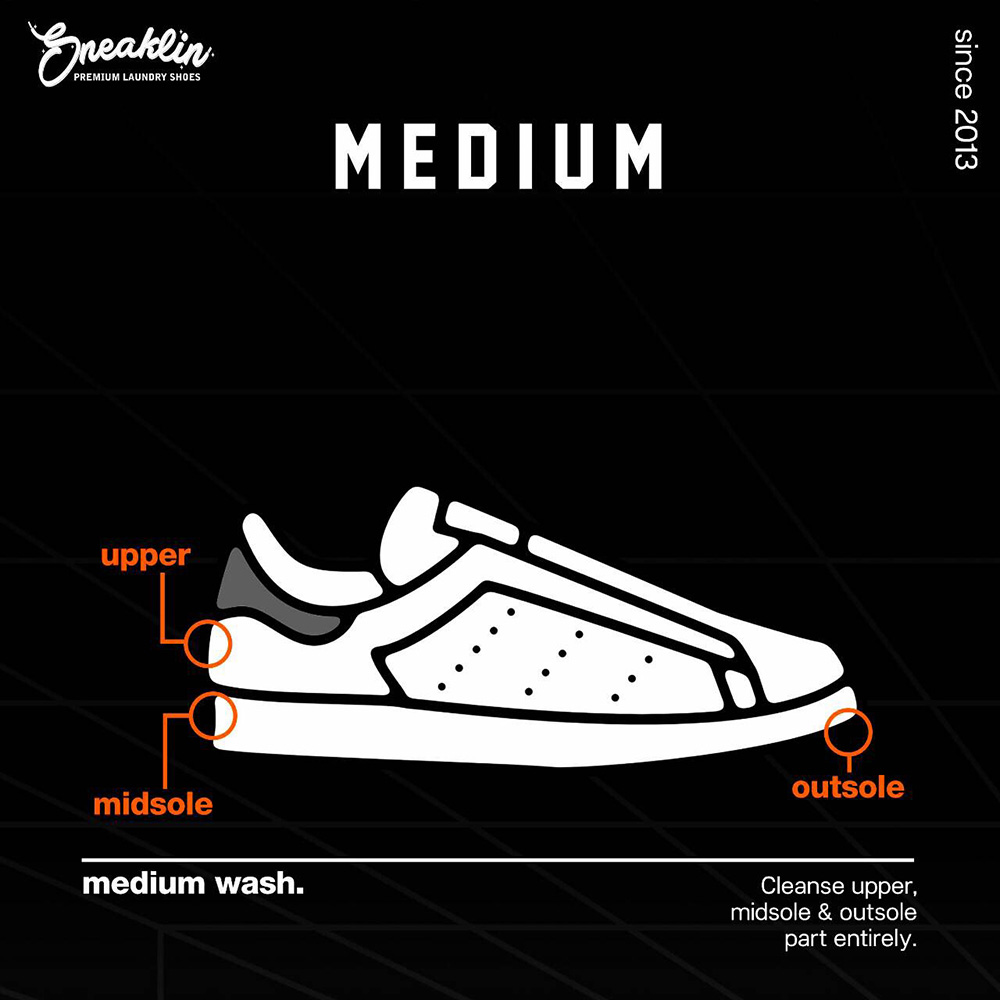 Sneaklin
PREMIUM LAUNDRY SHOES
since 2013
MEDIUM
upper
midsole
outsole
medium wash.
Cleanse upper,
midsole & outsole
part entirely.